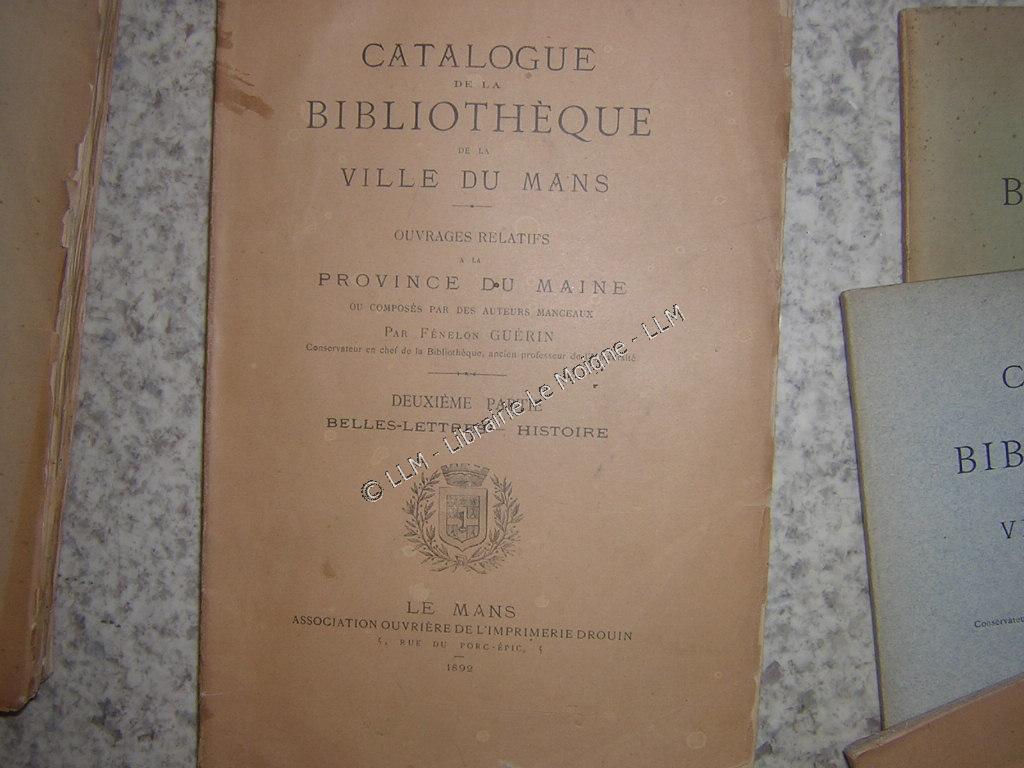 CATALOGUE
DE LA
BIBLIOTHÈQUE
DE LA
VILLE DU MANS
OUVRAGES RELATIFS
A LA
PROVINCE DU MAINE
OU COMPOSÉS PAR DES AUTEURS MANCEAUX
PAR FÉNELON GUÉRIN
Conservateur en chef de la Bibliothèque, ancien professeur de
DEUXIÈME PARTIE
BELLES-LETTRES HISTOIRE
© LLM - Librairie Le Moigne - LLM
LE MANS
ASSOCIATION OUVRIÈRE DE L'IMPRIMERIE DROUIN
5, RUE DU PORC-ÉPIC, 5
1892
B
C
BIB
V
Conservateu